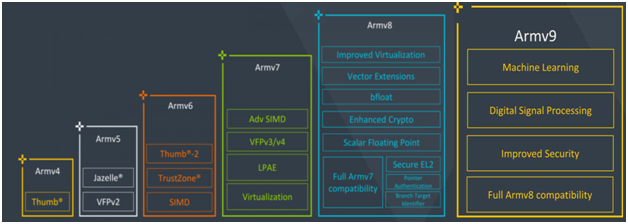 Armv4
Thumb®
Armv5
Jazelle®
VFPv2
Armv6
Thumb®-2
TrustZone®
SIMD
Armv7
Adv SIMD
VFPv3/v4
LPAE
Virtualization
Armv8
Improved Virtualization
Vector Extensions
bfloat
Enhanced Crypto
Scalar Floating Point
Full Armv7
compatibility
Secure EL2
Pointer
Authentication
Branch Target
Identifier
Armv9
Machine Learning
Digital Signal Processing
Improved Security
Full Armv8 compatibility